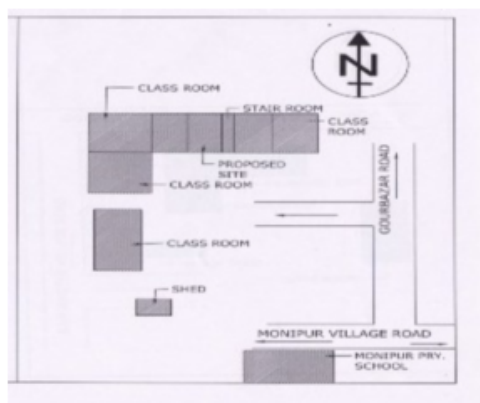 N
CLASS ROOM
STAIR ROOM
CLASS
ROOM
PROPOSED
SITE
CLASS ROOM
GOURBAZAR ROAD
CLASS ROOM
SHED
MONIPUR VILLAGE ROAD
MONIPUR PRY.
SCHOOL